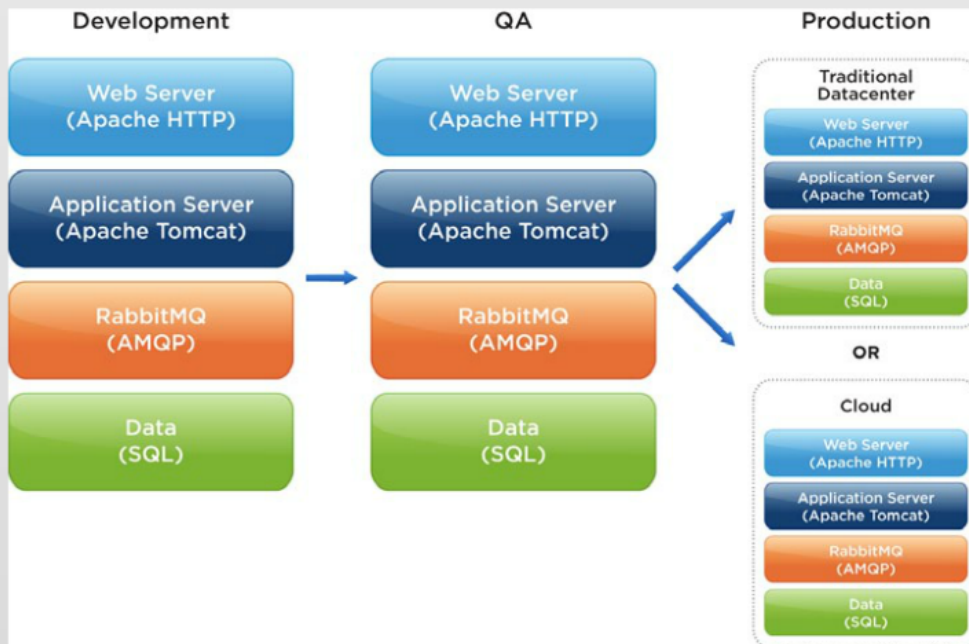 Development
Web Server
(Apache HTTP)
Application Server
(Apache Tomcat)
RabbitMQ
(AMQP)
Data
(SQL)
QA
Web Server
(Apache HTTP)
Application Server
(Apache Tomcat)
RabbitMQ
(AMQP)
Data
(SQL)
Production
Traditional
Datacenter
Web Server
(Apache HTTP)
Application Server
(Apache Tomcat)
RabbitMQ
(AMQP)
Data
(SQL)
OR
Cloud
Web Server
(Apache HTTP)
Application Server
(Apache Tomcat)
RabbitMQ
(AMQP)
Data
(SQL)